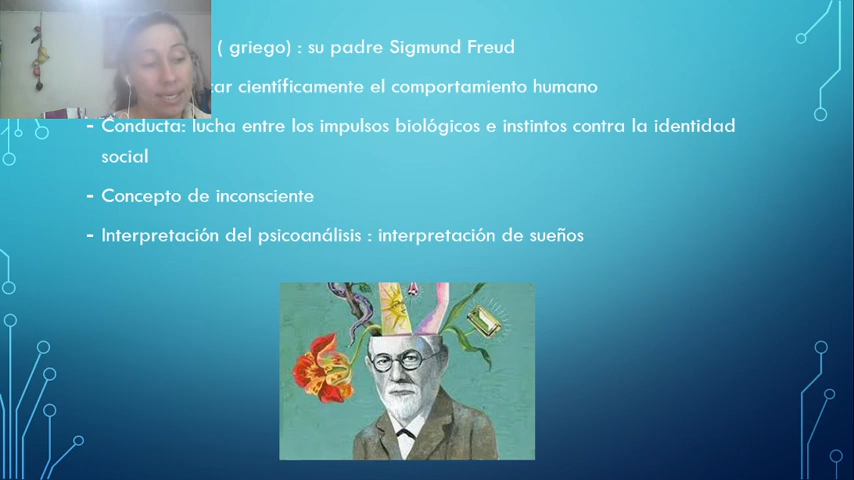 ( griego) : su padre Sigmund Freud
científicamente el comportamiento humano
- Conducta: lucha entre los impulsos biológicos e instintos contra la identidad
social
- Concepto de inconsciente
- Interpretación del psicoanálisis : interpretación de sueños